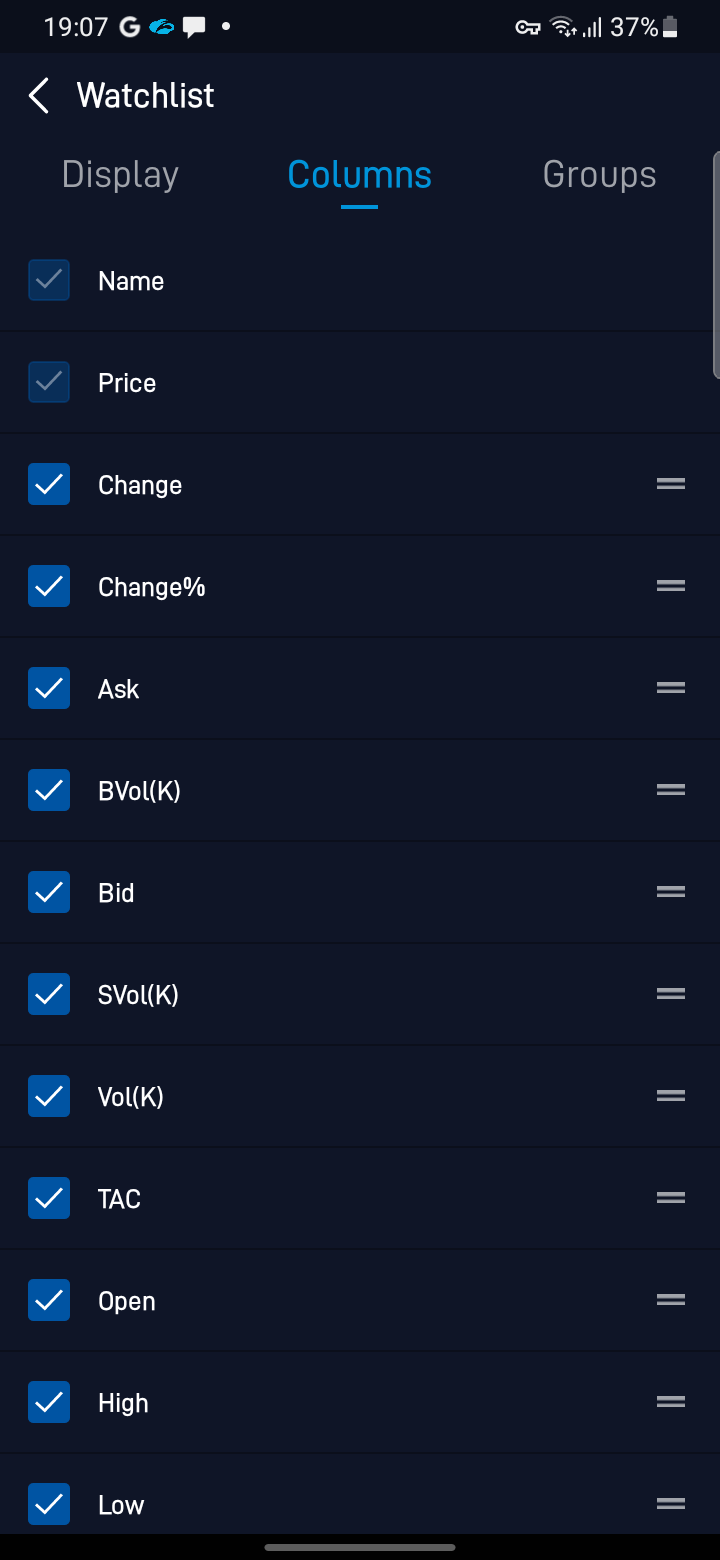 19:07 G 37%
Watchlist
Display Columns Groups
Name
Price
Change
Change%
Ask
BVol(K)
Bid
SVol(K)
Vol(K)
TAC
Open
High
Low